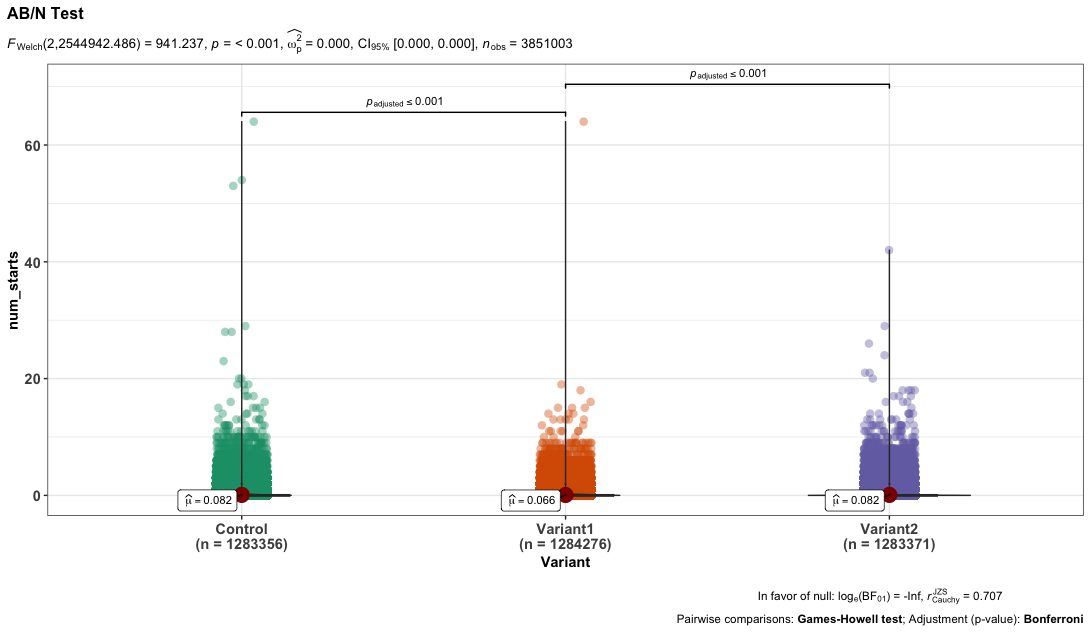 AB/N Test
F_Welch(2,2544942.486) = 941.237, p = < 0.001, ω̂²_p = 0.000, CI_95% [0.000, 0.000], n_obs = 3851003
p_adjusted ≤ 0.001
p_adjusted ≤ 0.001
60
40
20
0
num_starts
μ̂ = 0.082
μ̂ = 0.066
μ̂ = 0.082
Control
(n = 1283356)
Variant1
(n = 1284276)
Variant2
(n = 1283371)
Variant
In favor of null: log_e(BF_01) = -Inf, r^JZS_Cauchy = 0.707
Pairwise comparisons: Games-Howell test; Adjustment (p-value): Bonferroni